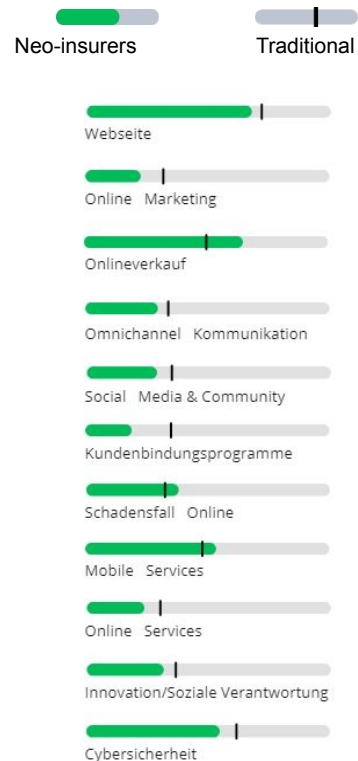 Neo-insurers Traditional
Webseite
Online Marketing
Onlineverkauf
Omnichannel Kommunikation
Social Media & Community
Kundenbindungsprogramme
Schadensfall Online
Mobile Services
Online Services
Innovation/Soziale Verantwortung
Cybersicherheit